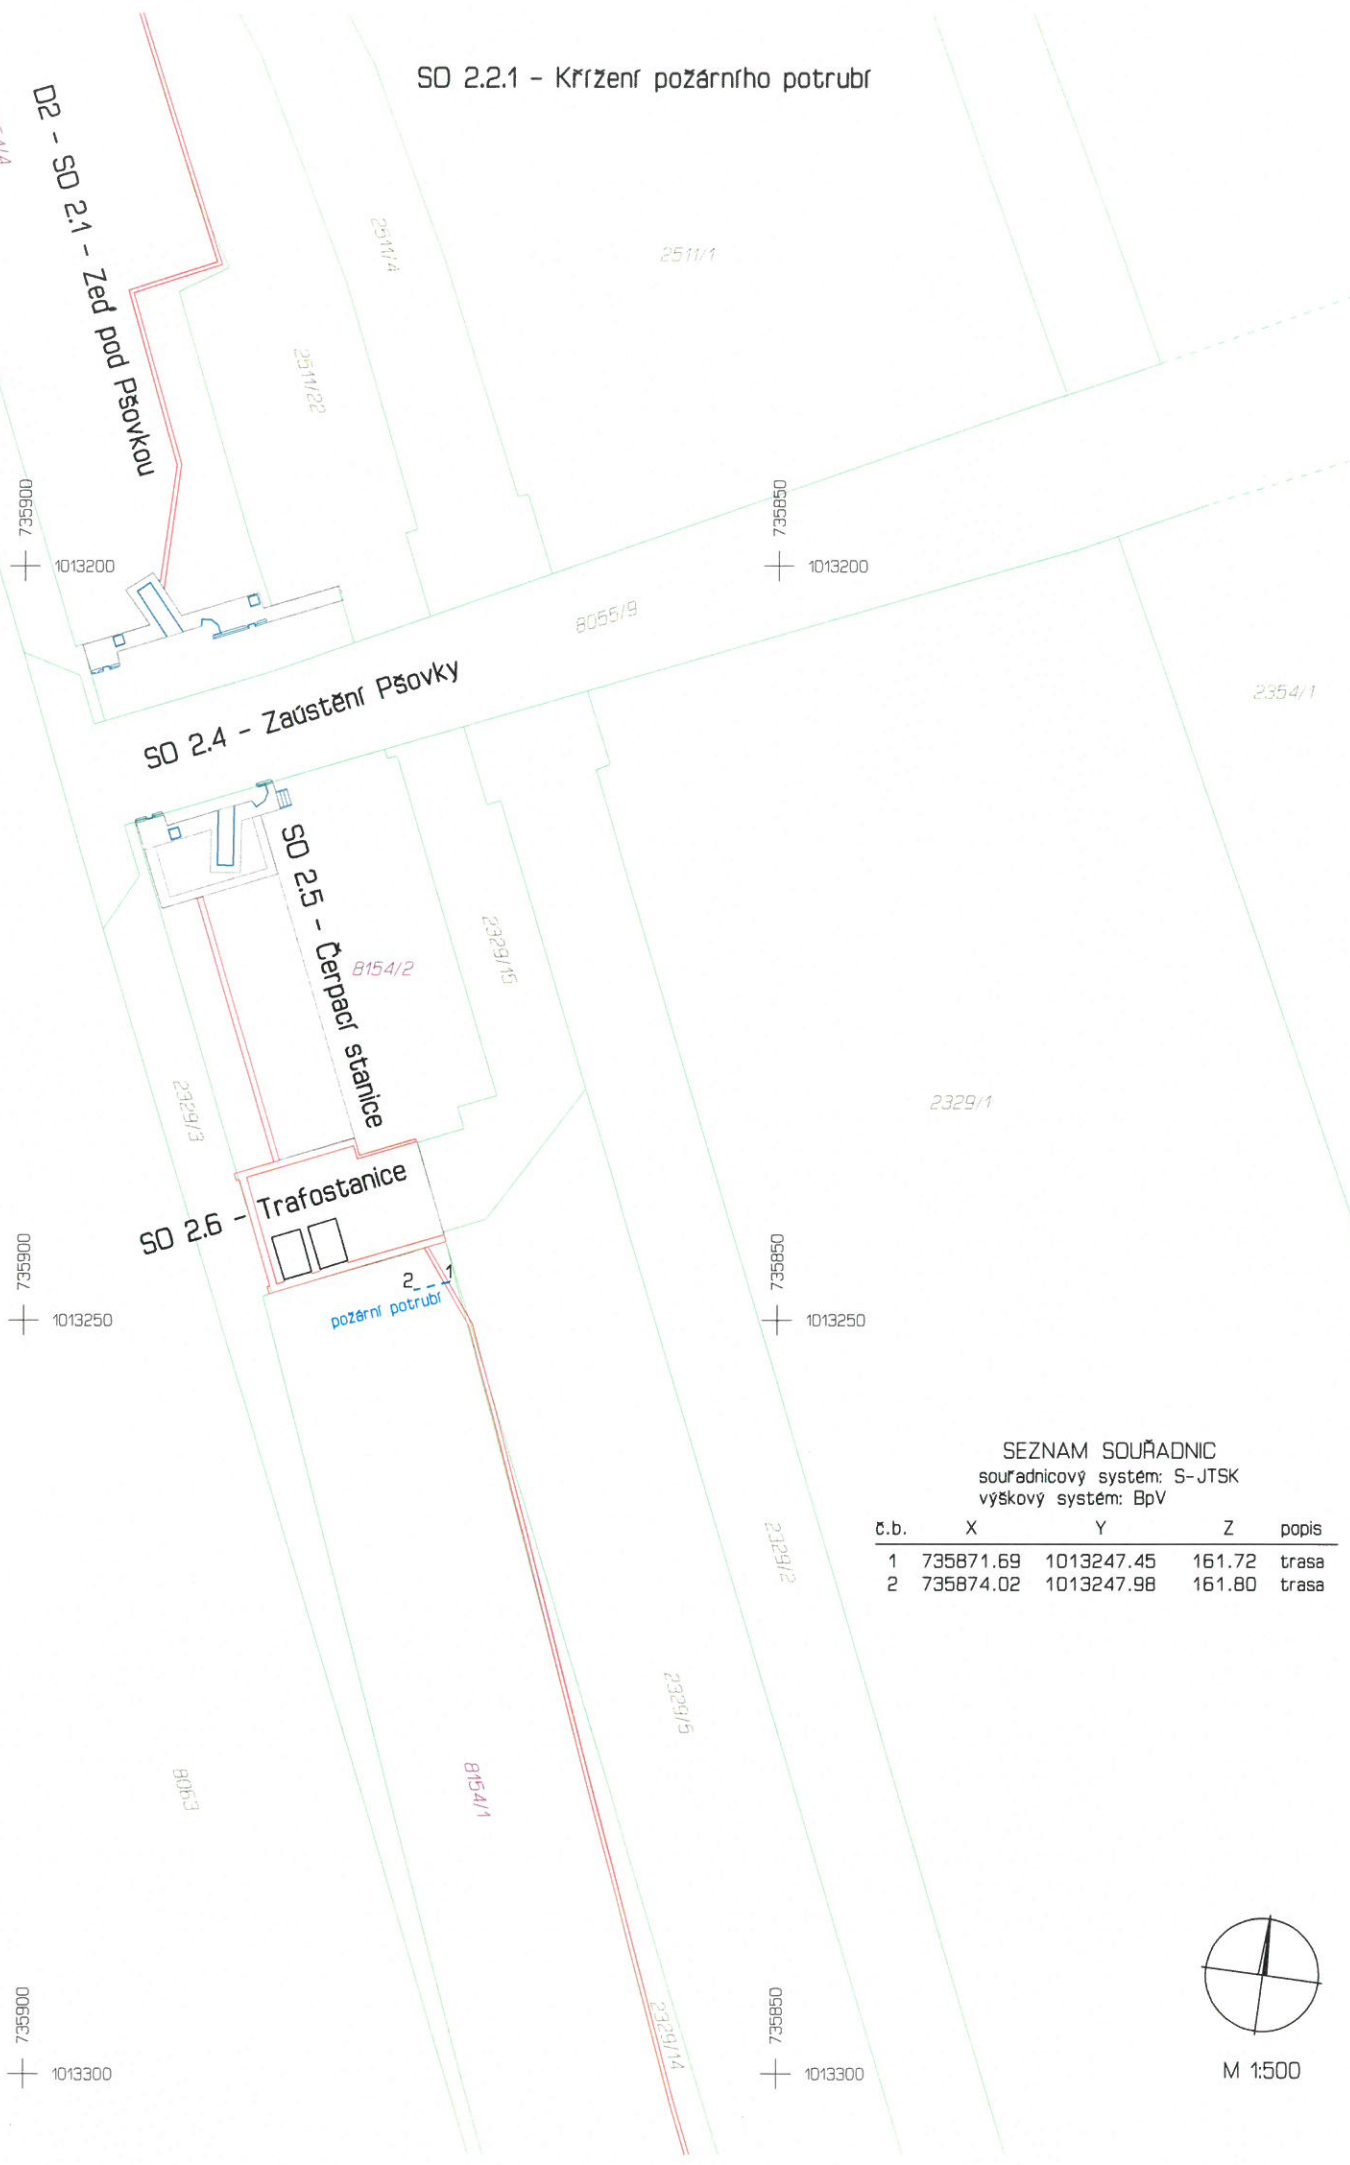 SO 2.2.1 - Křížení požárního potrubí
D2 - SO 2.1 - Zeď pod Pšovkou
2511/4
2511/1
2511/22
735900
1013200
735850
1013200
8055/9
2354/1
SO 2.4 - Zaústění Pšovky
SO 2.5 - Čerpací stanice
8154/2
2329/15
2329/3
2329/1
SO 2.6 - Trafostanice
735900
1013250
735850
1013250
2 1
požární potrubí
SEZNAM SOUŘADNIC
souřadnicový systém: S-JTSK
výškový systém: BpV
č.b. X Y Z popis
1 735871.69 1013247.45 161.72 trasa
2 735874.02 1013247.98 161.80 trasa
2329/2
2329/5
8063
8154/1
2329/14
735900
1013300
735850
1013300
M 1:500